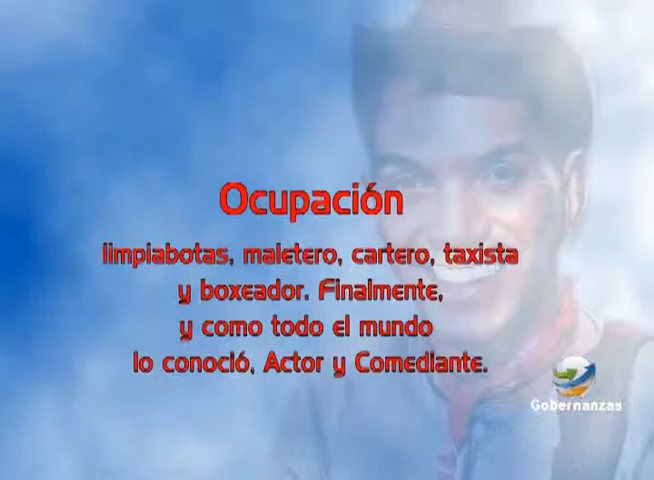 Ocupación
limpiabotas, maletero, cartero, taxista
y boxeador. Finalmente,
y como todo el mundo
lo conoció, Actor y Comediante.
Gobernanzas